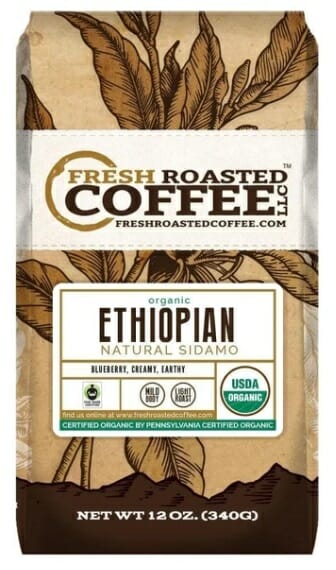 FRESH ROASTED
COFFEE LLC™
FRESHROASTEDCOFFEE.COM
organic
ETHIOPIAN
NATURAL SIDAMO
BLUEBERRY, CREAMY, EARTHY
MILD BODY
LIGHT ROAST
USDA
ORGANIC
find us online at www.freshroastedcoffee.com
CERTIFIED ORGANIC BY PENNSYLVANIA CERTIFIED ORGANIC
NET WT 12 OZ. (340G)